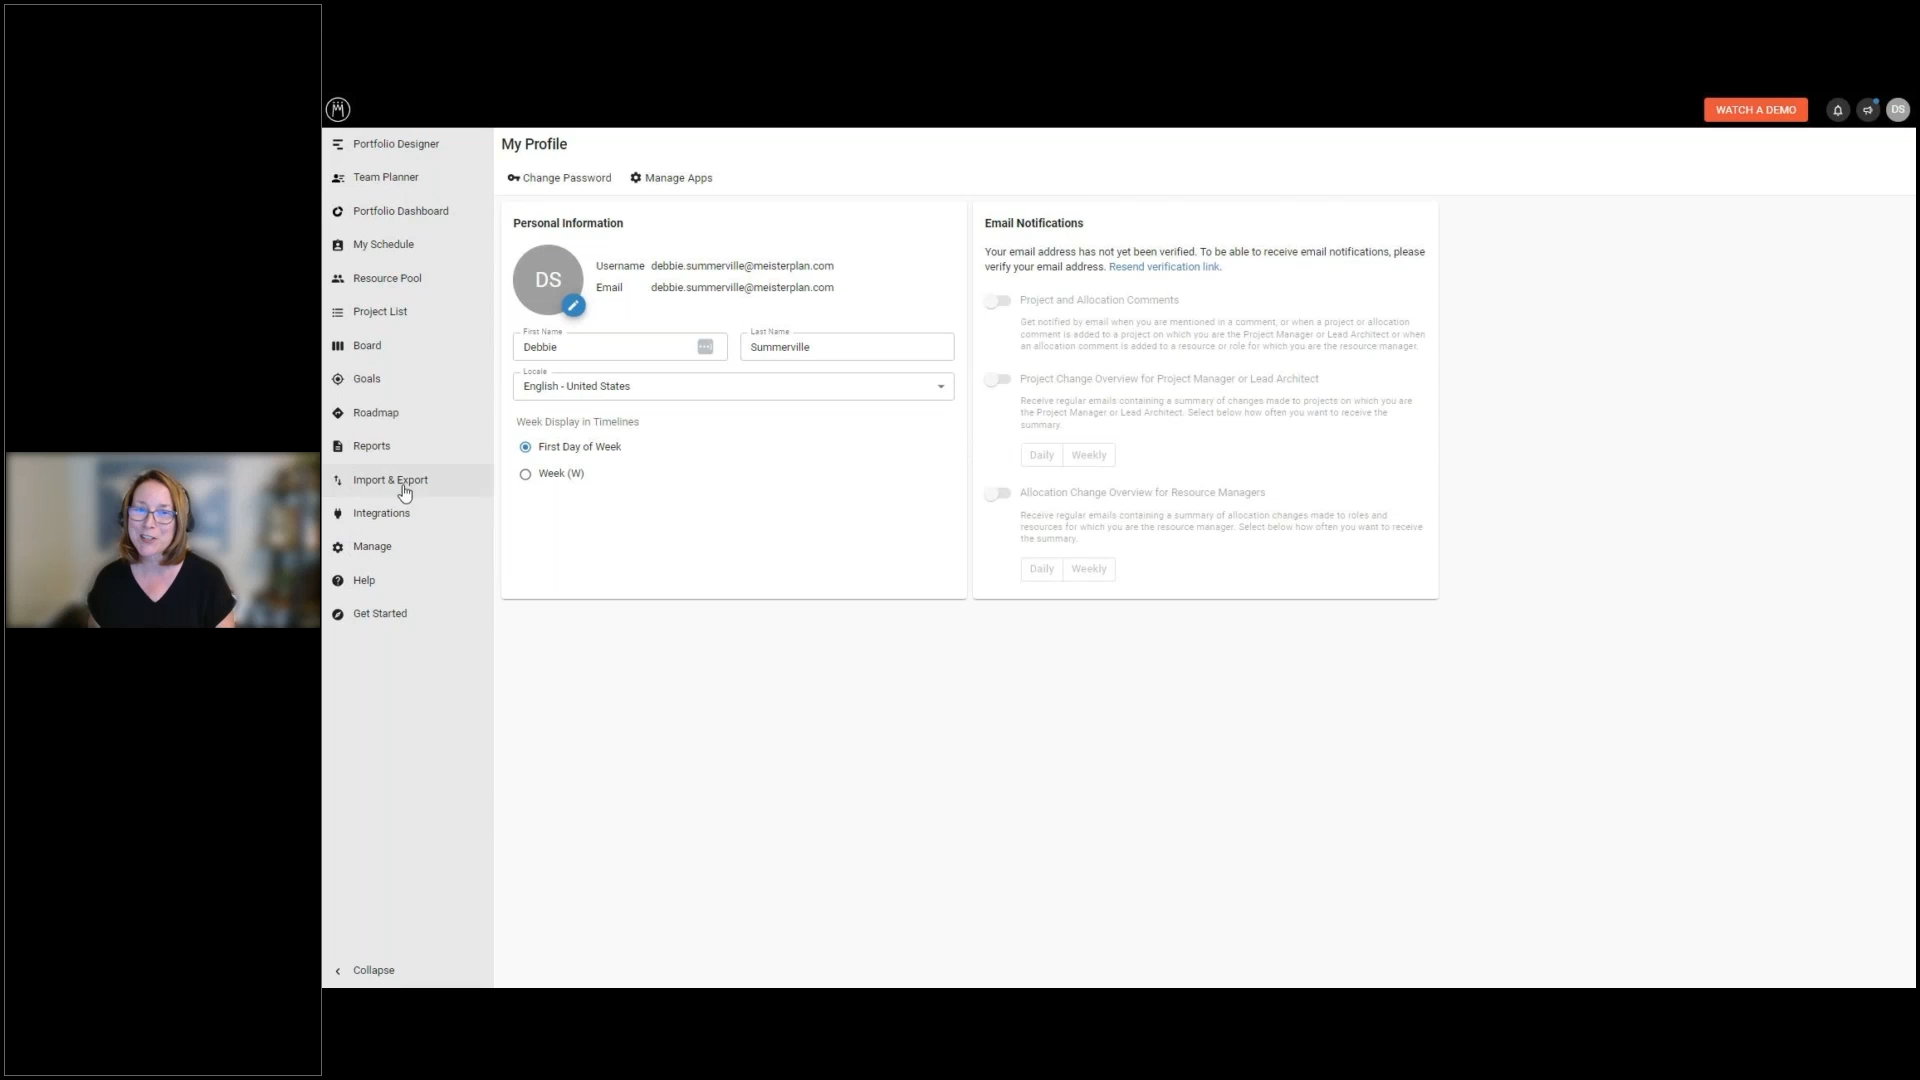 WATCH A DEMO
DS
Portfolio Designer
Team Planner
Portfolio Dashboard
My Schedule
Resource Pool
Project List
Board
Goals
Roadmap
Reports
Import & Export
Integrations
Manage
Help
Get Started
Collapse
My Profile
Change Password
Manage Apps
Personal Information
DS
Username debbie.summerville@meisterplan.com
Email debbie.summerville@meisterplan.com
First Name
Debbie
Last Name
Summerville
Locale
English - United States
Week Display in Timelines
First Day of Week
Week (W)
Email Notifications
Your email address has not yet been verified. To be able to receive email notifications, please
verify your email address. Resend verification link.
Project and Allocation Comments
Get notified by email when you are mentioned in a comment, or when a project or allocation
comment is added to a project on which you are the Project Manager or Lead Architect or when
an allocation comment is added to a resource or role for which you are the resource manager.
Project Change Overview for Project Manager or Lead Architect
Receive regular emails containing a summary of changes made to projects on which you are
the Project Manager or Lead Architect. Select below how often you want to receive the
summary.
Daily Weekly
Allocation Change Overview for Resource Managers
Receive regular emails containing a summary of allocation changes made to roles and
resources for which you are the resource manager. Select below how often you want to receive
the summary.
Daily Weekly